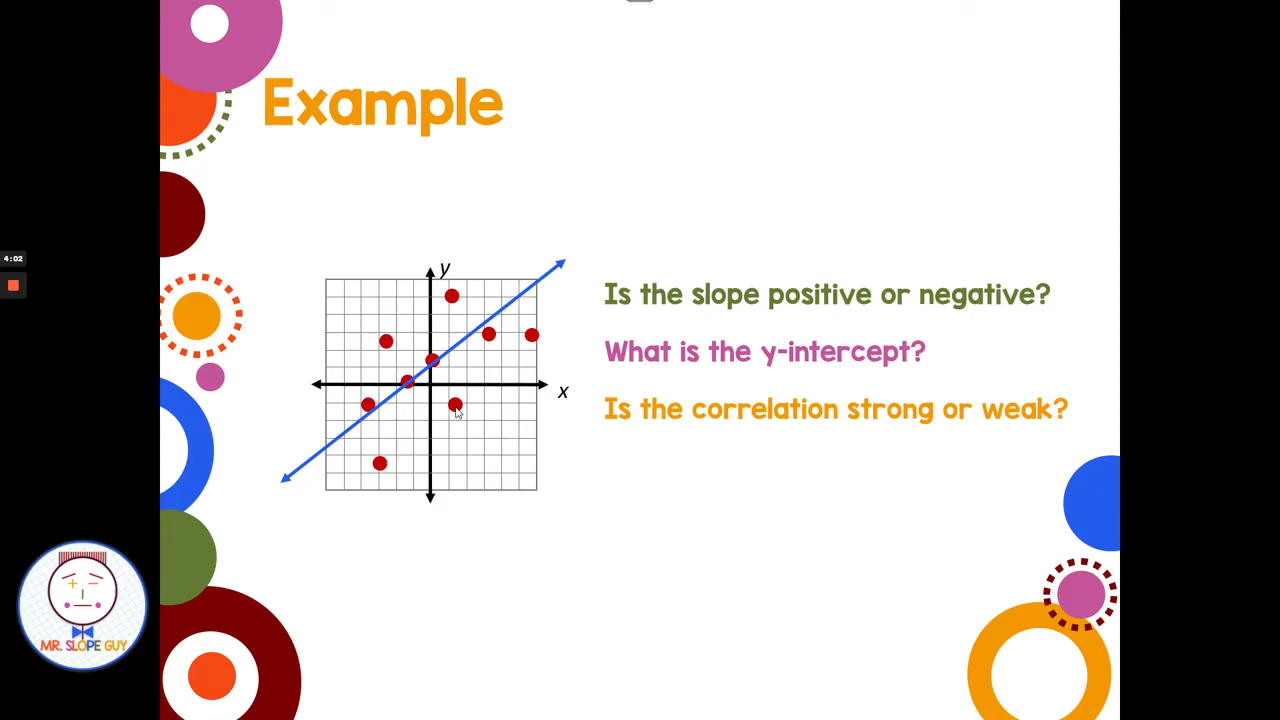 Example
4:02
y
x
Is the slope positive or negative?
What is the y-intercept?
Is the correlation strong or weak?
MR. SLOPE GUY